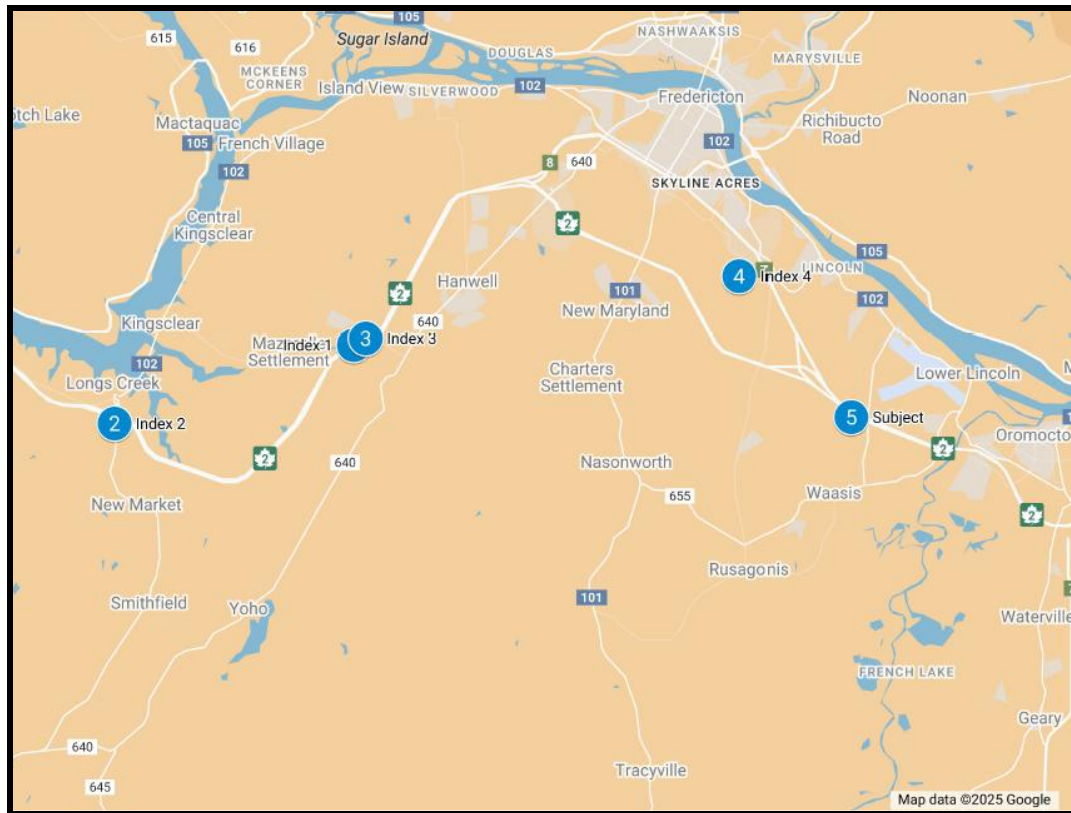 105
615
616
Sugar Island
NASHWAAKSIS
DOUGLAS
MARYSVILLE
MCKEENS
CORNER
Island View
SILVERWOOD
102
Fredericton
Noonan
otch Lake
Mactaquac
Richibucto
Road
105
French Village
102
102
8
640
SKYLINE ACRES
Central
Kingsclear
2
105
4
7
Index 4
LINCOLN
Hanwell
2
101
102
New Maryland
Kingsclear
640
Index 1
3
Index 3
Settlement
102
Charters
Settlement
Lower Lincoln
Longs Creek
2
Index 2
5
Subject
2
Oromocto
2
640
Nasonworth
655
Waasis
New Market
2
Rusagonis
101
Smithfield
Yoho
Waterville
FRENCH LAKE
Geary
640
645
Tracyville
Map data ©2025 Google